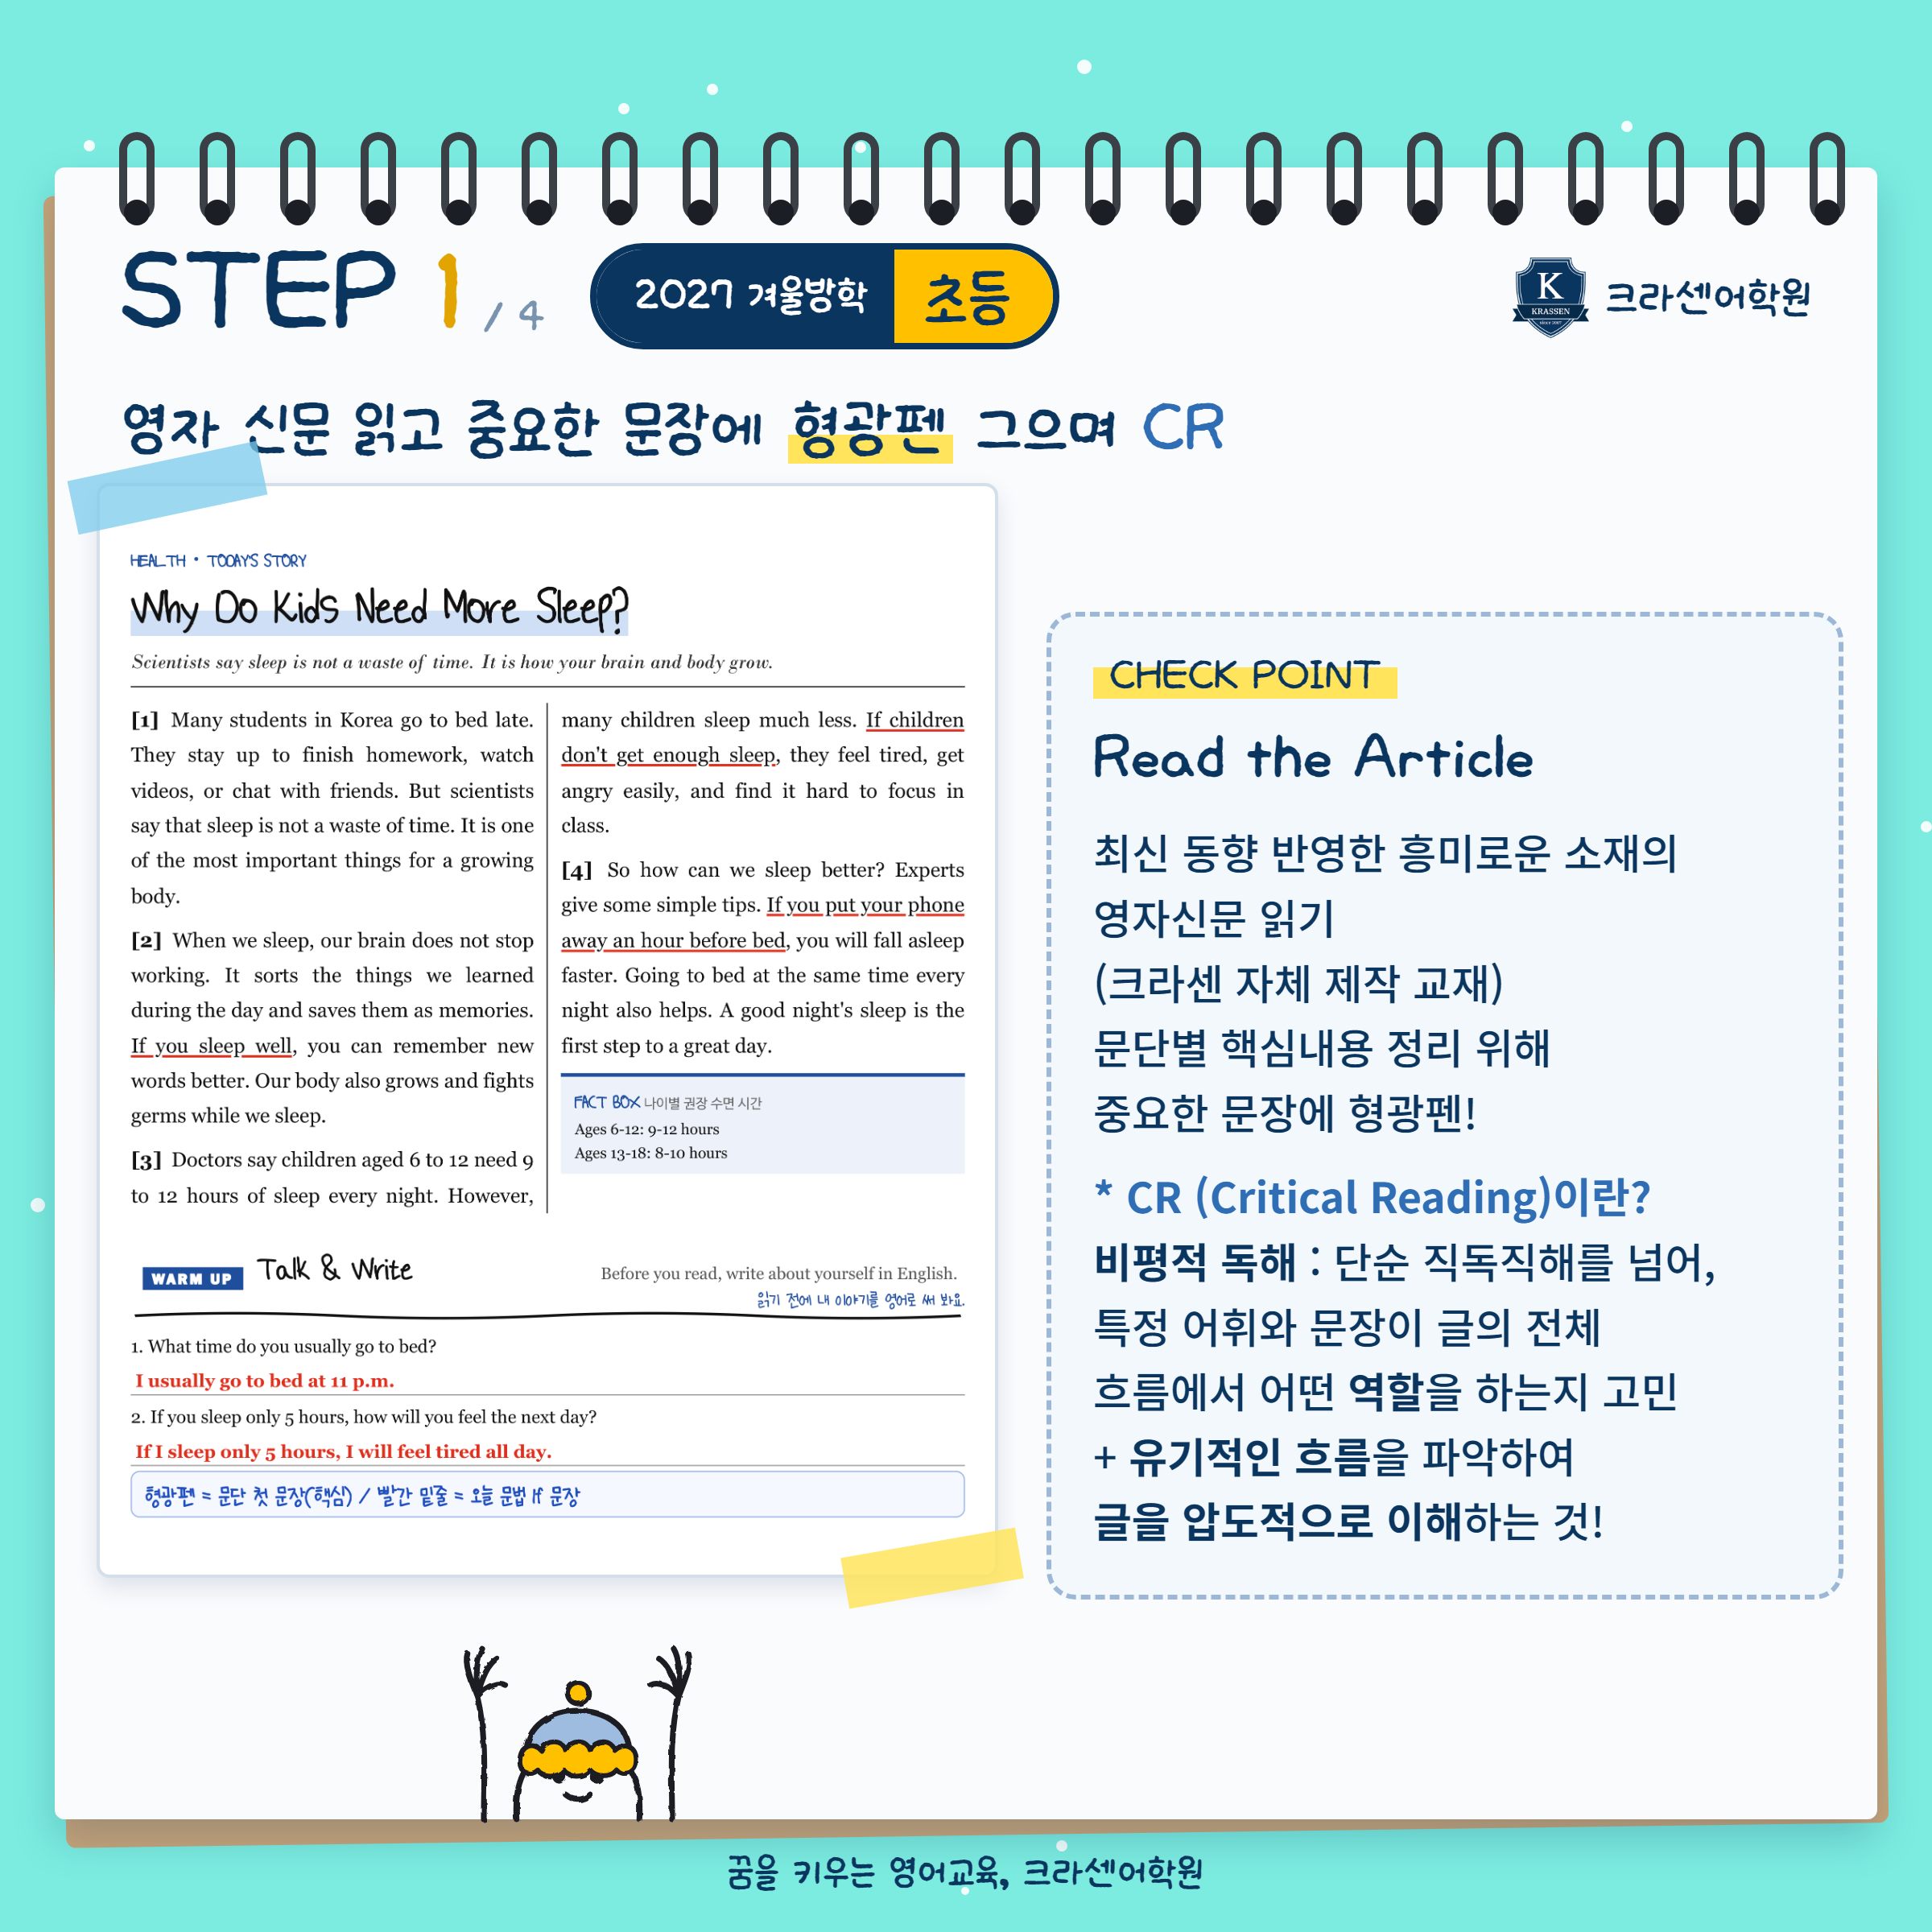 STEP 1 / 4
2027 겨울방학 초등
K
KRASSEN
SINCE 2007
크라센어학원
영자 신문 읽고 중요한 문장에 형광펜 그으며 CR
HEALTH • TODAY'S STORY
Why Do Kids Need More Sleep?
Scientists say sleep is not a waste of time. It is how your brain and body grow.
[1] Many students in Korea go to bed late.
They stay up to finish homework, watch
videos, or chat with friends. But scientists
say that sleep is not a waste of time. It is one
of the most important things for a growing
body.
[2] When we sleep, our brain does not stop
working. It sorts the things we learned
during the day and saves them as memories.
If you sleep well, you can remember new
words better. Our body also grows and fights
germs while we sleep.
[3] Doctors say children aged 6 to 12 need 9
to 12 hours of sleep every night. However,
many children sleep much less. If children
don't get enough sleep, they feel tired, get
angry easily, and find it hard to focus in
class.
[4] So how can we sleep better? Experts
give some simple tips. If you put your phone
away an hour before bed, you will fall asleep
faster. Going to bed at the same time every
night also helps. A good night's sleep is the
first step to a great day.
FACT BOX 나이별 권장 수면 시간
Ages 6-12: 9-12 hours
Ages 13-18: 8-10 hours
WARM UP Talk & Write
Before you read, write about yourself in English.
읽기 전에 내 이야기를 영어로 써 봐요.
1. What time do you usually go to bed?
I usually go to bed at 11 p.m.
2. If you sleep only 5 hours, how will you feel the next day?
If I sleep only 5 hours, I will feel tired all day.
형광펜 = 문단 첫 문장(핵심) / 빨간 밑줄 = 오늘 문법 If 문장
CHECK POINT
Read the Article
최신 동향 반영한 흥미로운 소재의
영자신문 읽기
(크라센 자체 제작 교재)
문단별 핵심내용 정리 위해
중요한 문장에 형광펜!
* CR (Critical Reading)이란?
비평적 독해 : 단순 직독직해를 넘어,
특정 어휘와 문장이 글의 전체
흐름에서 어떤 역할을 하는지 고민
+ 유기적인 흐름을 파악하여
글을 압도적으로 이해하는 것!
꿈을 키우는 영어교육, 크라센어학원